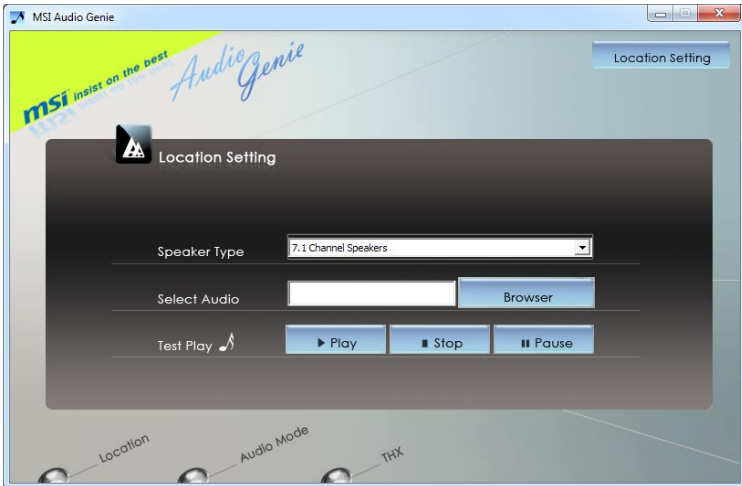 MSI Audio Genie
msi insist on the best
Audio Genie
Location Setting
Location Setting
Speaker Type
7.1 Channel Speakers
Select Audio
Browser
Test Play
Play
Stop
Pause
Location
Audio Mode
THX